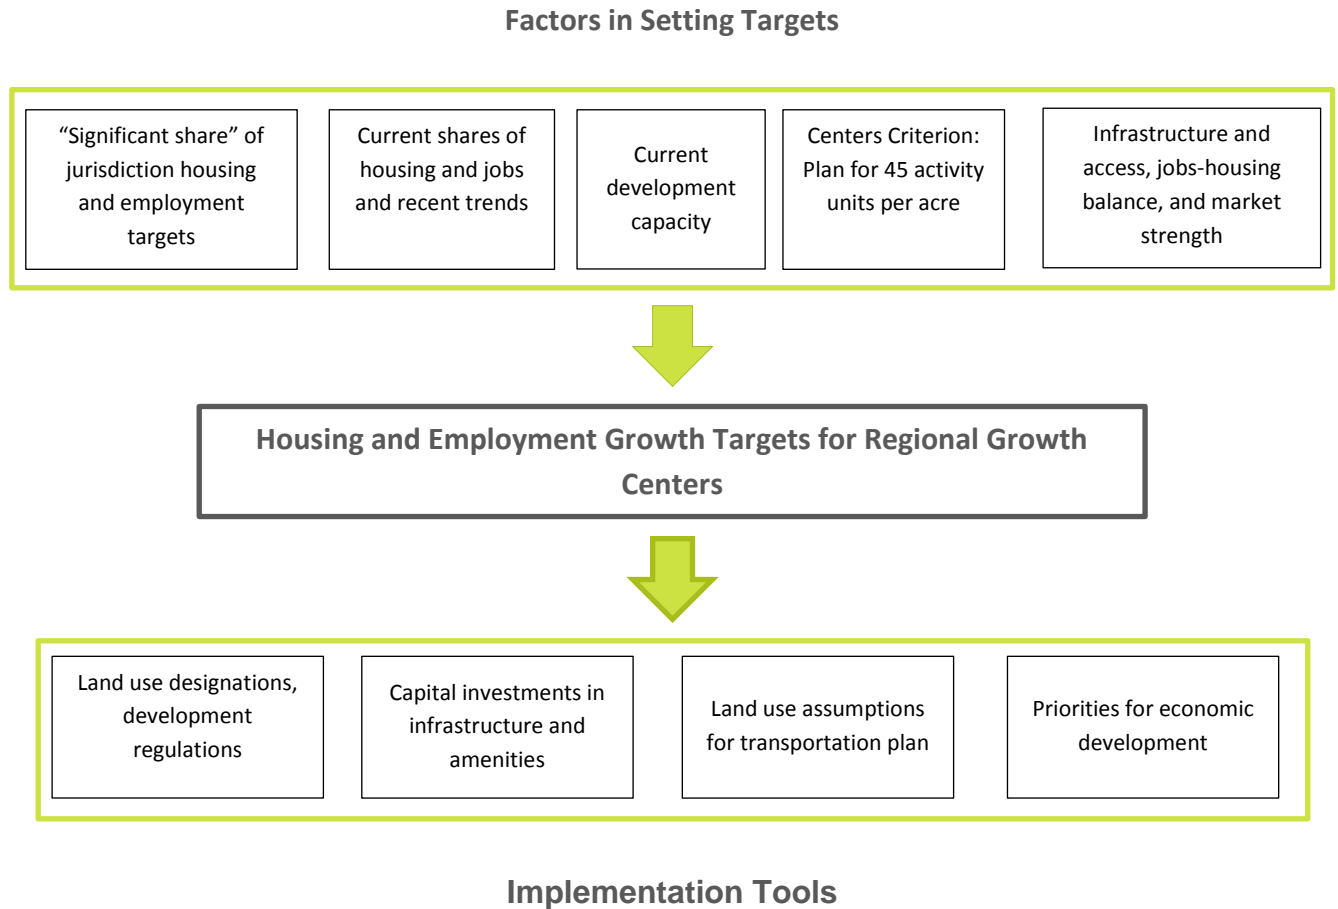 Factors in Setting Targets
“Significant share” of
jurisdiction housing
and employment
targets
Current shares of
housing and jobs
and recent trends
Current
development
capacity
Centers Criterion:
Plan for 45 activity
units per acre
Infrastructure and
access, jobs-housing
balance, and market
strength
Housing and Employment Growth Targets for Regional Growth
Centers
Land use designations,
development
regulations
Capital investments in
infrastructure and
amenities
Land use assumptions
for transportation plan
Priorities for economic
development
Implementation Tools